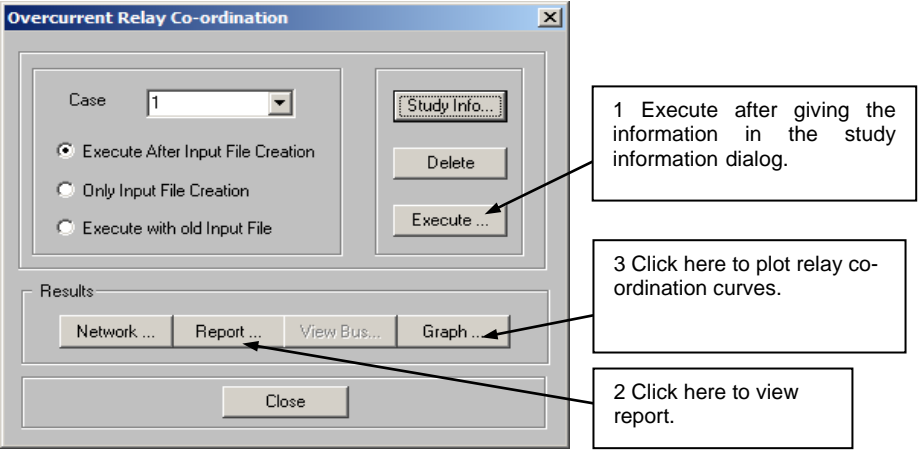 Overcurrent Relay Co-ordination
Case
1
Study Info...
Execute After Input File Creation
Delete
Only Input File Creation
Execute ...
Execute with old Input File
Results
Network ...
Report ...
View Bus...
Graph ...
Close
1 Execute after giving the
information in the study
information dialog.
3 Click here to plot relay co-
ordination curves.
2 Click here to view
report.